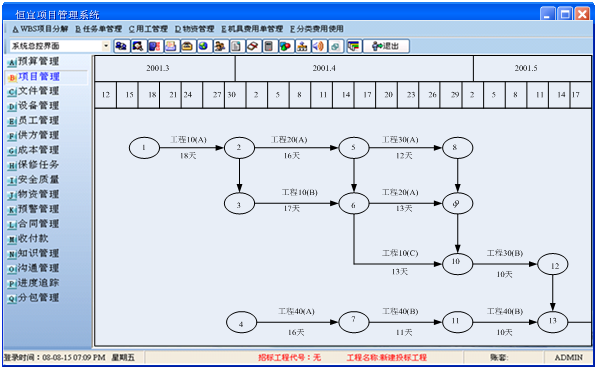 恒宜项目管理系统
A WBS项目分解 B 任务单管理 C 用工管理 D 物资管理 E 机具费用单管理 F 分类费用使用
系统总控界面 退出
A 预算管理
B 项目管理
C 文件管理
D 设备管理
E 员工管理
F 供方管理
G 成本管理
H 保修任务
I 安全质量
J 物资管理
K 预警管理
L 合同管理
M 收付款
N 知识管理
O 沟通管理
P 进度追踪
Q 分包管理
2001.3 2001.4 2001.5
12 15 18 21 24 27 30 2 5 8 11 14 17 20 23 26 29 2 5 8 11 14 17
1 工程10(A) 2 工程20(A) 5 工程30(A) 8
18天 16天 12天
3 工程10(B) 6 工程20(A) 9
17天 13天
工程10(C) 10 工程30(B) 12
13天 10天
4 工程40(A) 7 工程40(B) 11 工程40(B) 13
16天 11天 10天
登录时间：08-08-15 07:09 PM 星期五 招标工程代号：无 工程名称:新建投标工程 账套: ADMIN